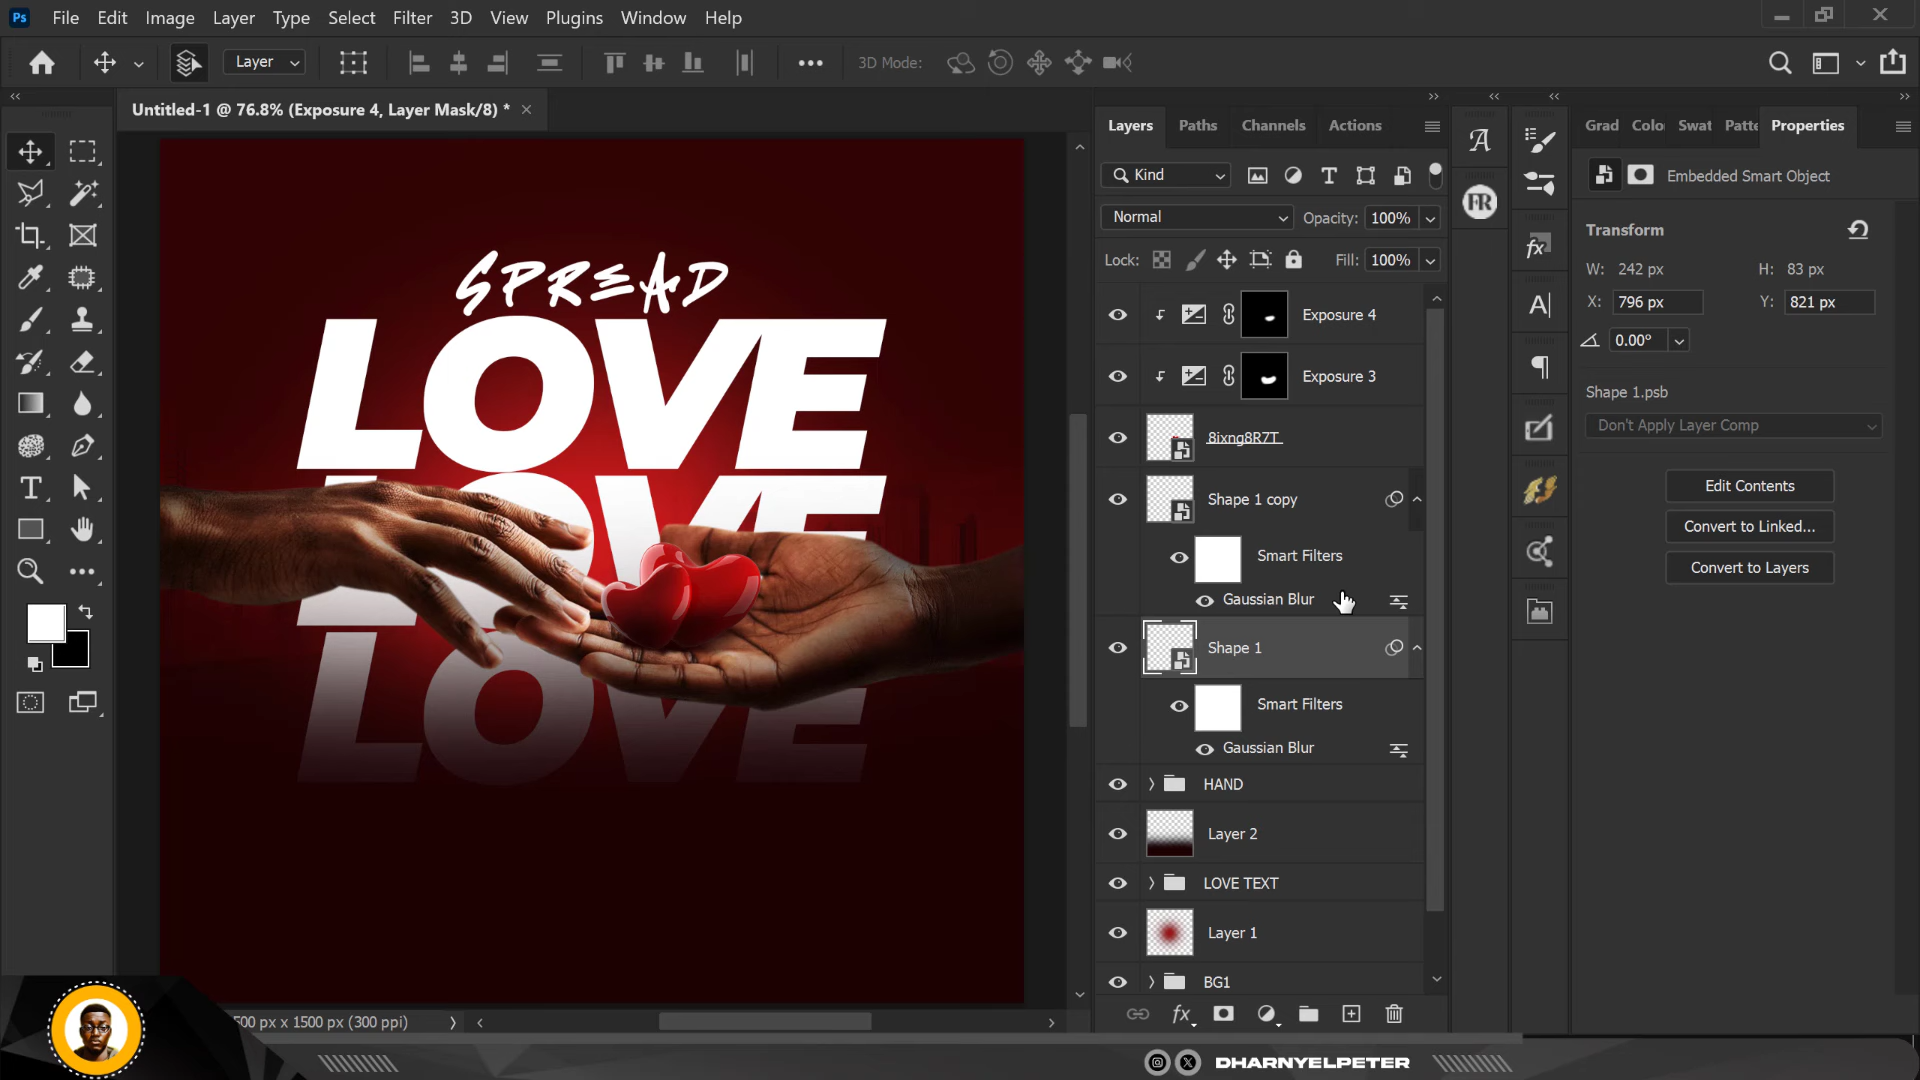 Ps File Edit Image Layer Type Select Filter 3D View Plugins Window Help
Layer 3D Mode:
Untitled-1 @ 76.8% (Exposure 4, Layer Mask/8) *
Layers Paths Channels Actions
Grad Colo Swat Patte Properties
Kind
Embedded Smart Object
Normal Opacity: 100%
Lock: Fill: 100%
Transform
W: 242 px H: 83 px
X: 796 px Y: 821 px
0.00°
Shape 1.psb
Don't Apply Layer Comp
Edit Contents
Convert to Linked...
Convert to Layers
FR
SPREAD
LOVE
LOVE
LOVE
Exposure 4
Exposure 3
8ixng8R7T
Shape 1 copy
Smart Filters
Gaussian Blur
Shape 1
Smart Filters
Gaussian Blur
HAND
Layer 2
LOVE TEXT
Layer 1
BG1
500 px x 1500 px (300 ppi)
DHARNYELPETER